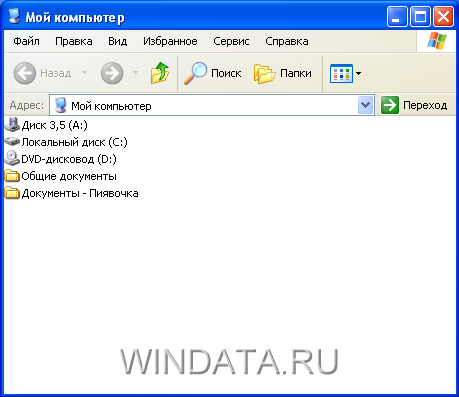 Мой компьютер
Файл Правка Вид Избранное Сервис Справка
Назад Поиск Папки
Адрес: Мой компьютер Переход
Диск 3,5 (A:)
Локальный диск (C:)
DVD-дисковод (D:)
Общие документы
Документы - Пиявочка
WINDATA.RU